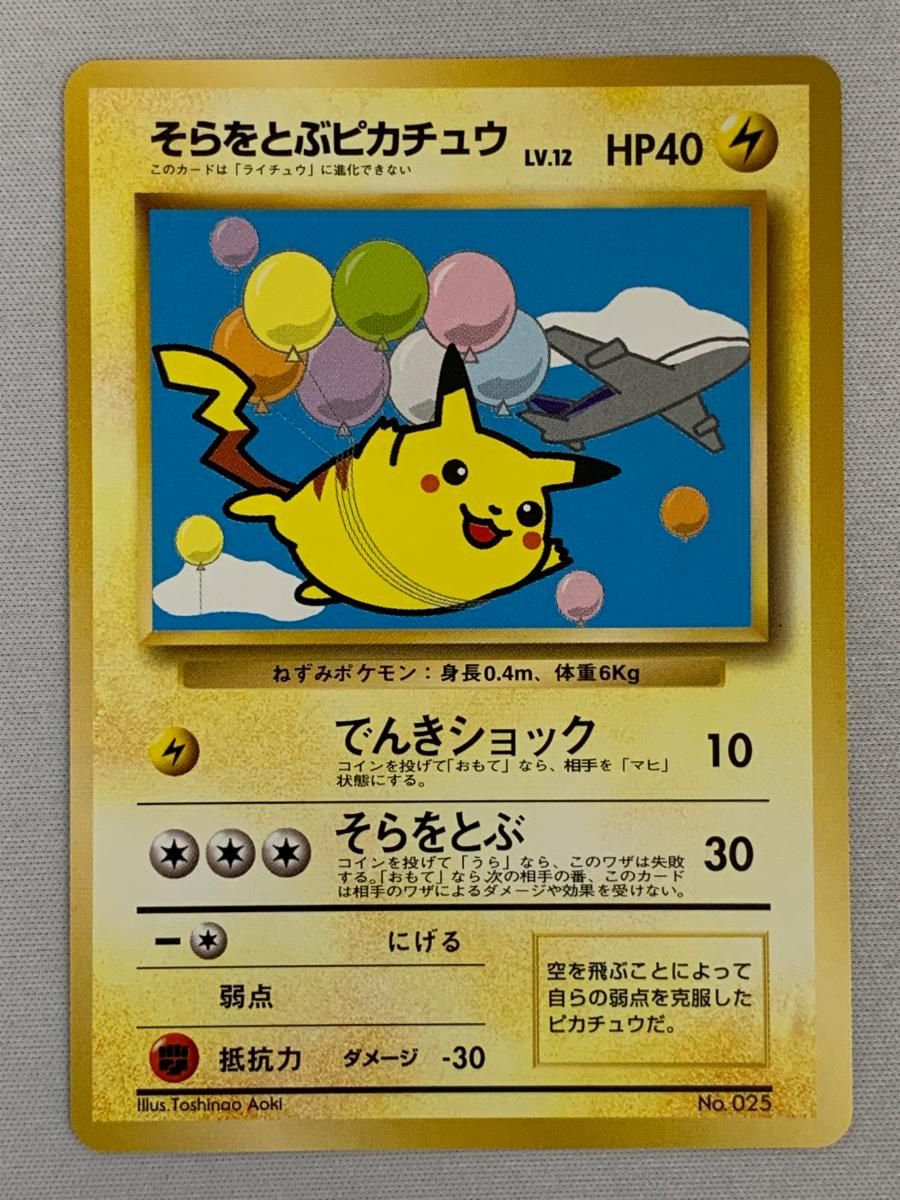 そらをとぶピカチュウ LV.12 HP40
このカードは「ライチュウ」に進化できない
ねずみポケモン：身長0.4m、体重6Kg
でんきショック 10
コインを投げて「おもて」なら、相手を「マヒ」
状態にする。
そらをとぶ 30
コインを投げて「うら」なら、このワザは失敗
する。「おもて」なら、次の相手の番、このカード
は相手のワザによるダメージや効果を受けない。
にげる
弱点
抵抗力 ダメージ -30
空を飛ぶことによって
自らの弱点を克服した
ピカチュウだ。
Illus.Toshinao Aoki No. 025